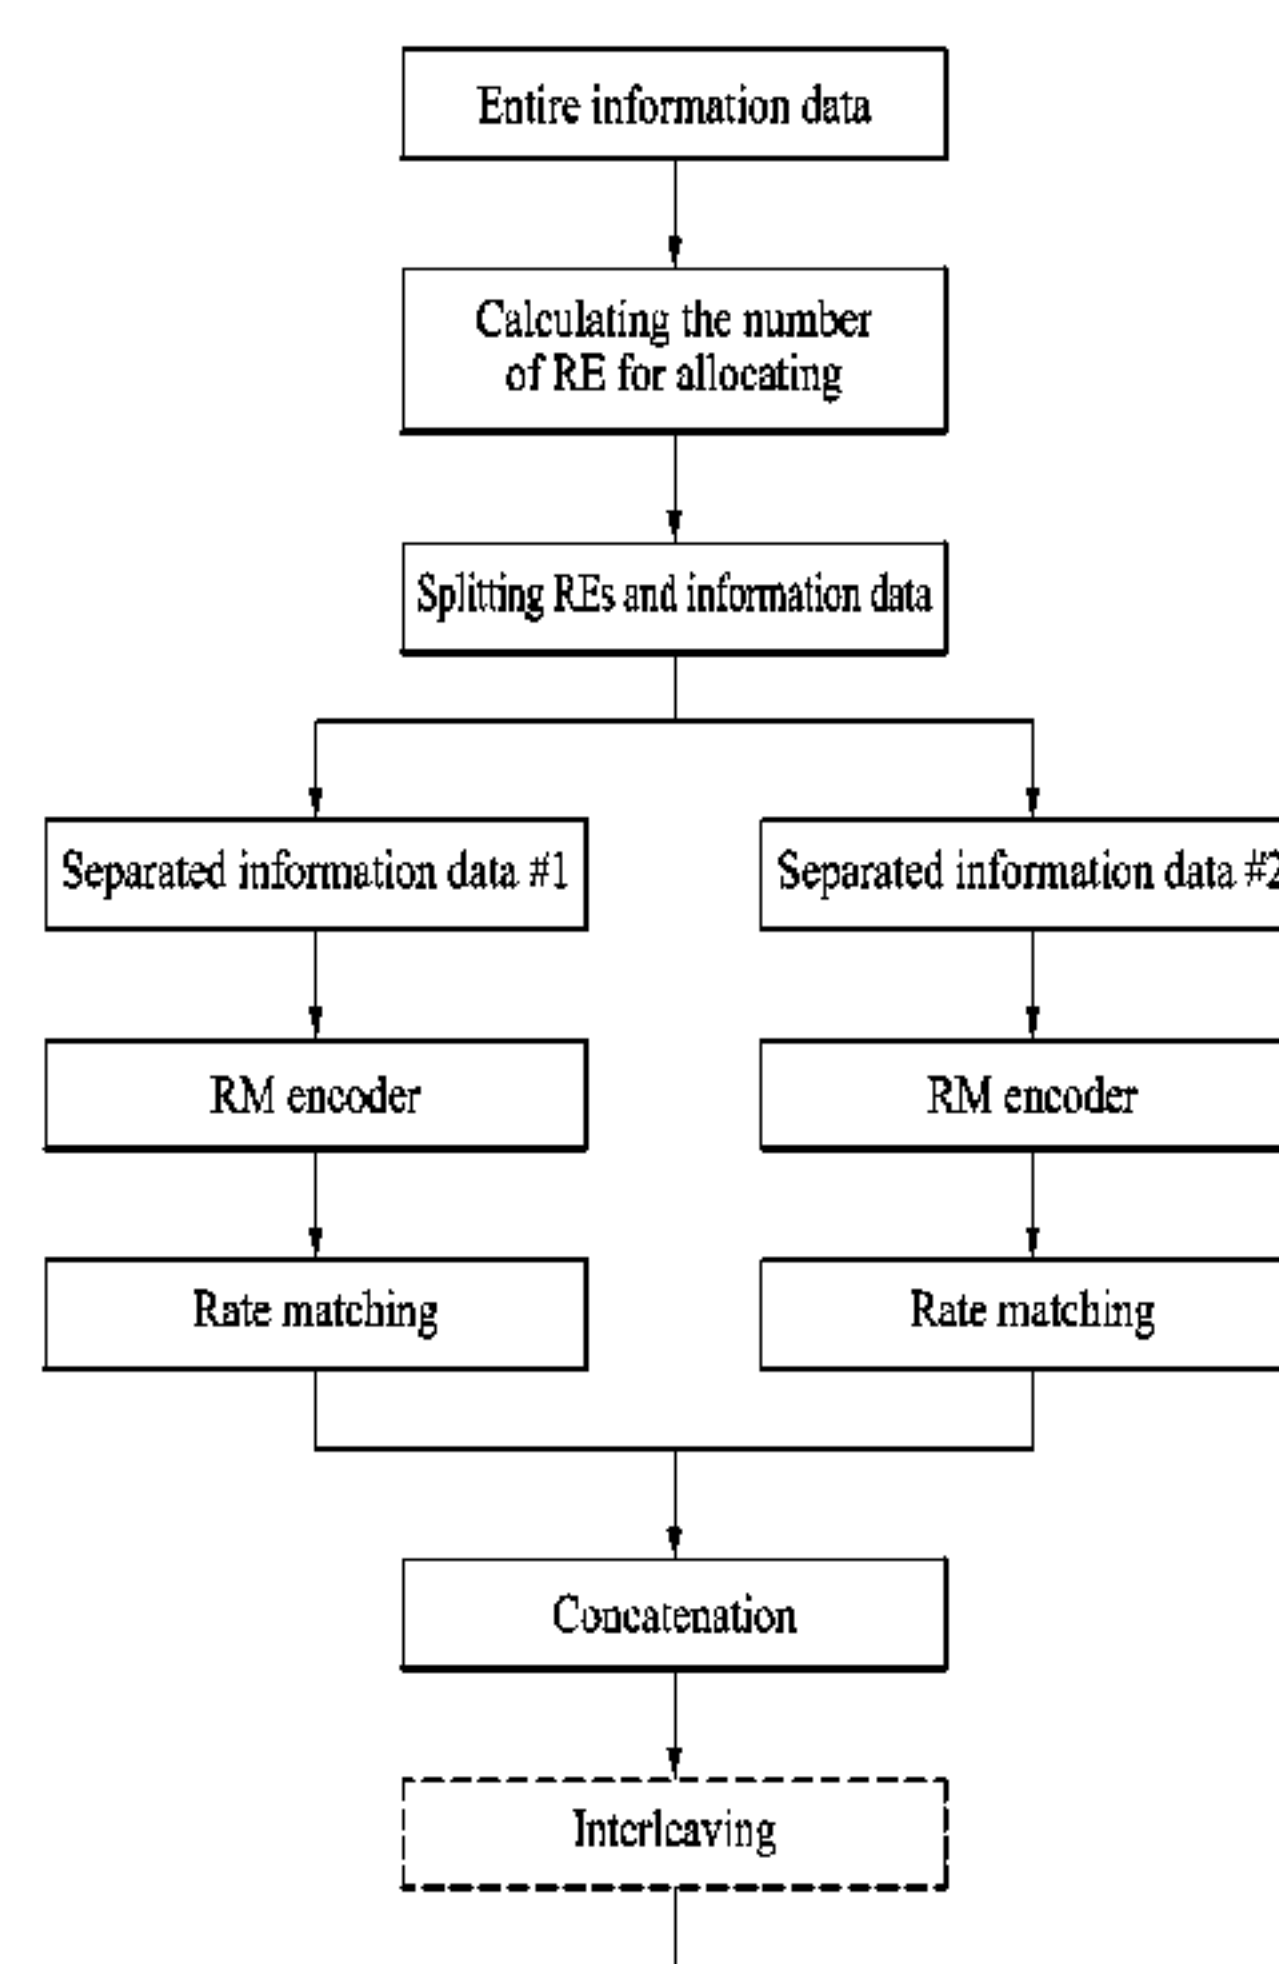 Entire information data
Calculating the number
of RE for allocating
Splitting REs and information data
Separated information data #1
Separated information data #2
RM encoder
RM encoder
Rate matching
Rate matching
Concatenation
Interleaving